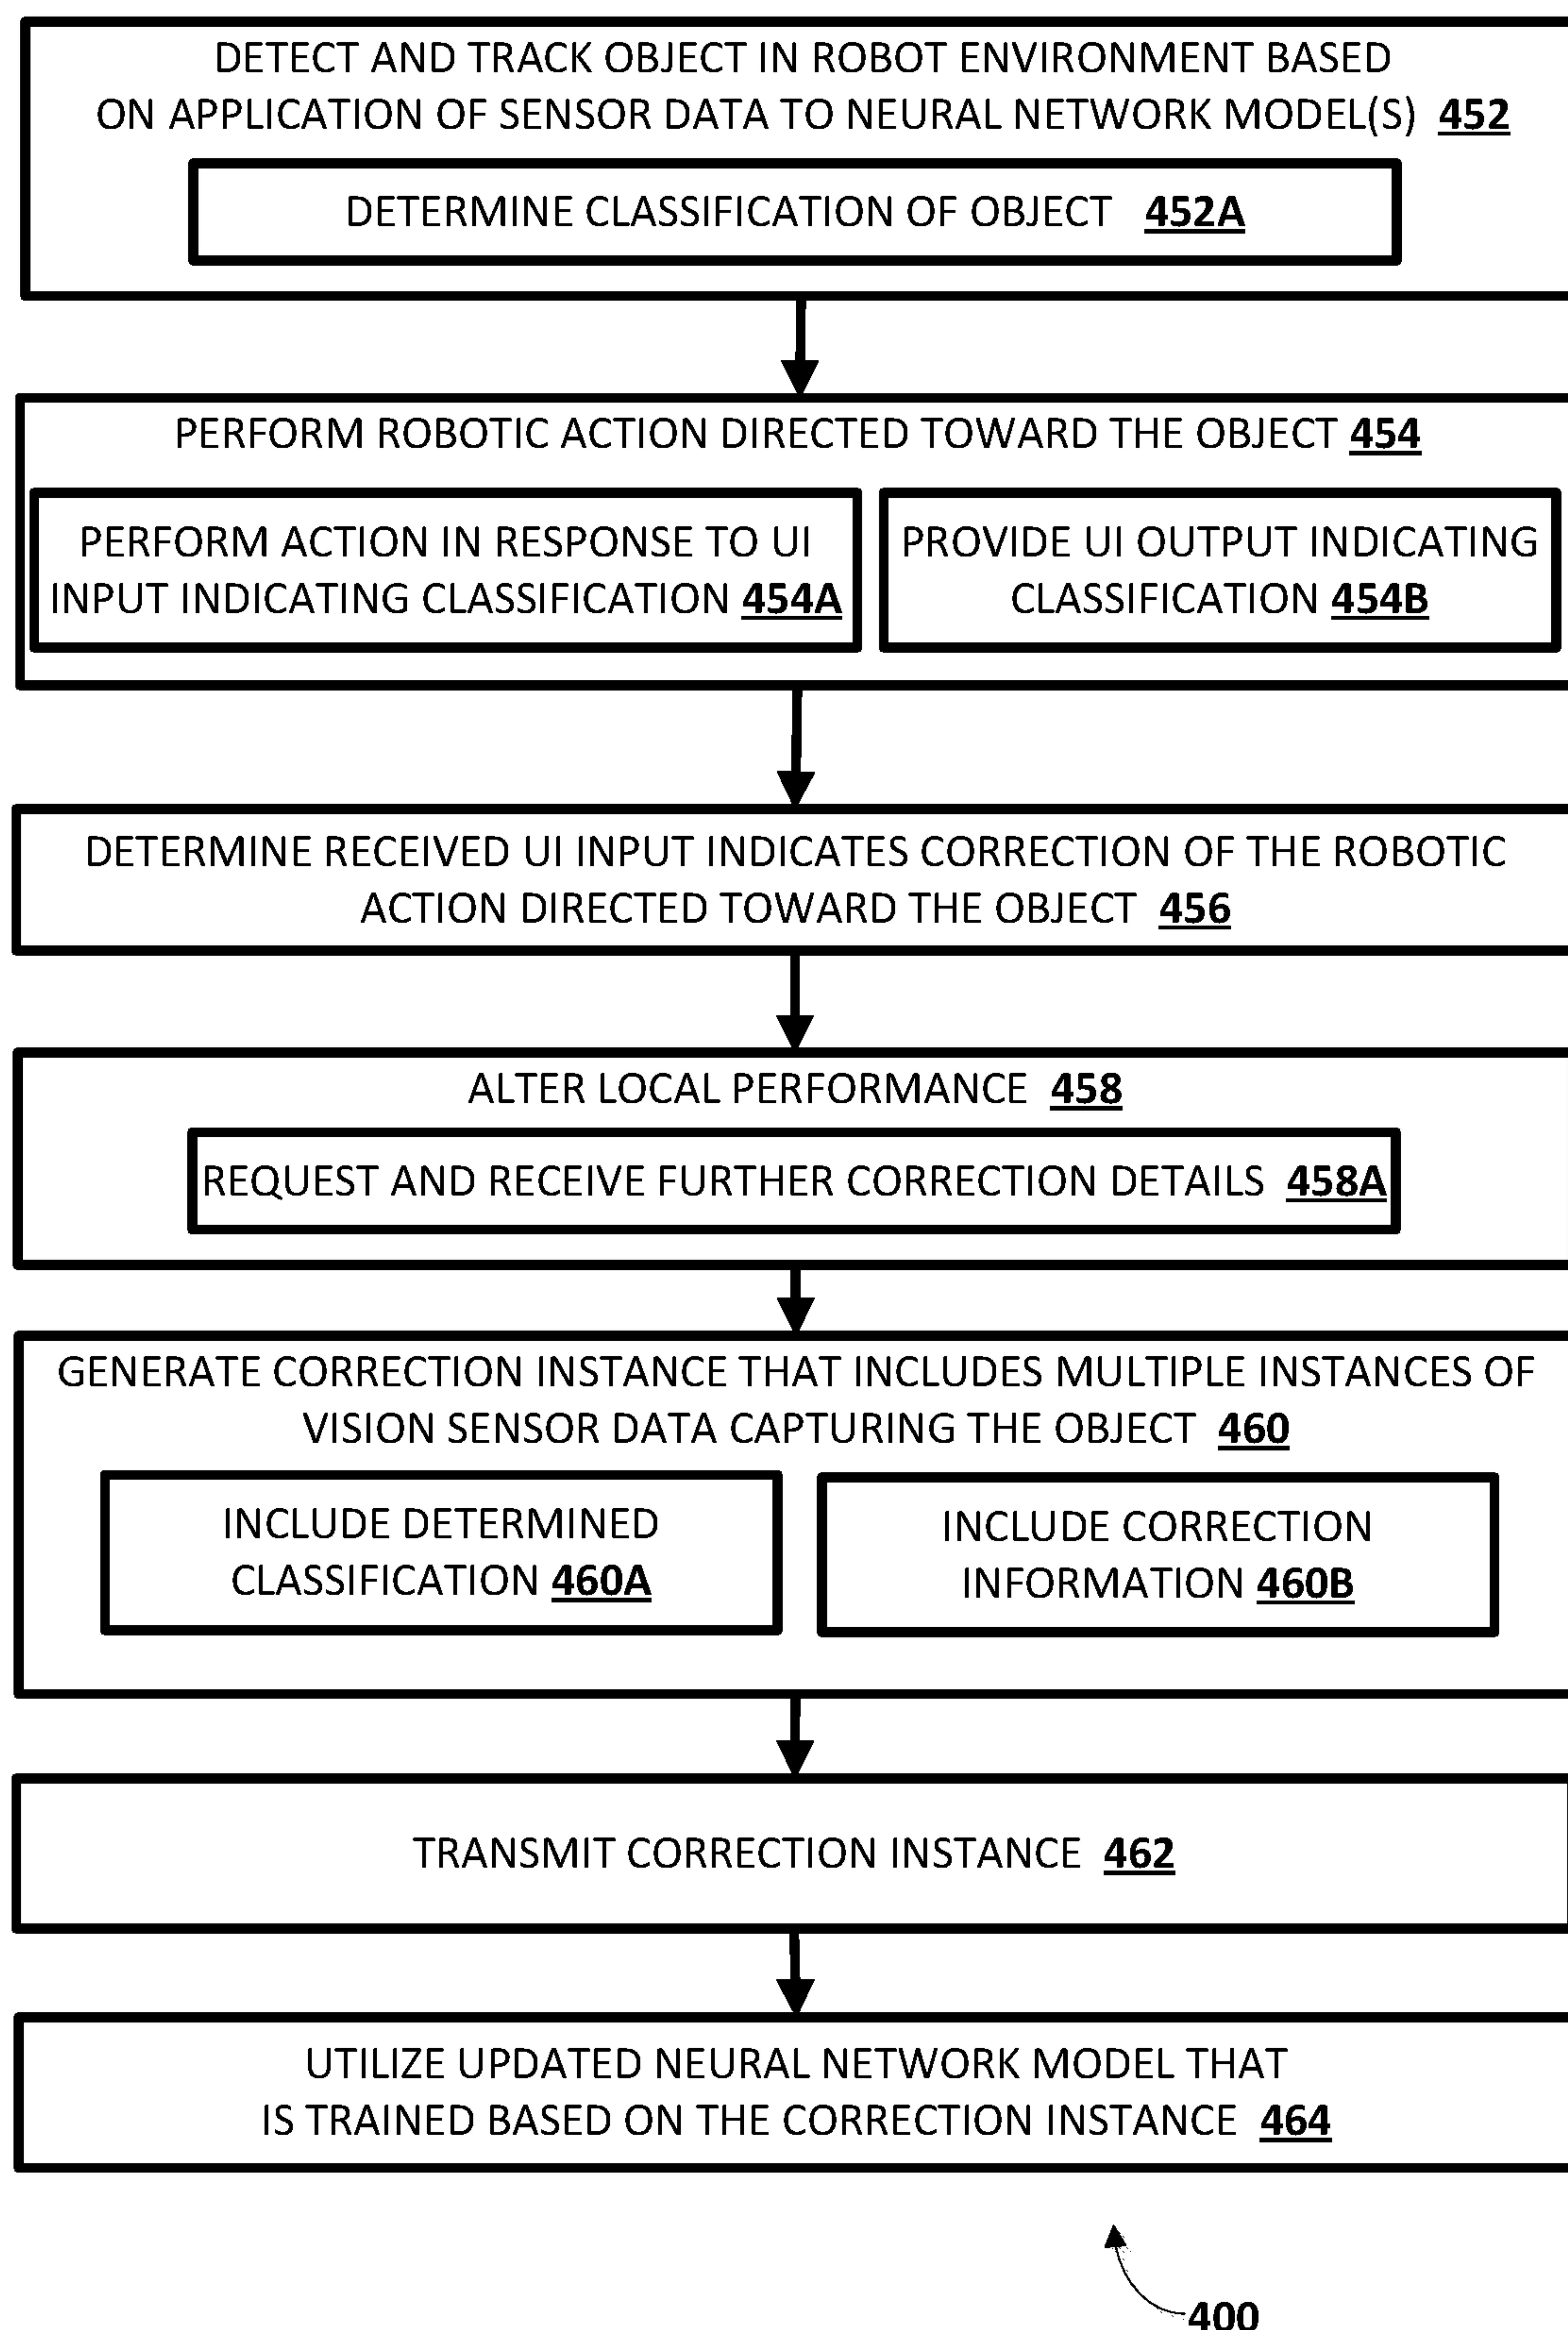 DETECT AND TRACK OBJECT IN ROBOT ENVIRONMENT BASED
ON APPLICATION OF SENSOR DATA TO NEURAL NETWORK MODEL(S) 452
DETERMINE CLASSIFICATION OF OBJECT 452A
PERFORM ROBOTIC ACTION DIRECTED TOWARD THE OBJECT 454
PERFORM ACTION IN RESPONSE TO UI
INPUT INDICATING CLASSIFICATION 454A
PROVIDE UI OUTPUT INDICATING
CLASSIFICATION 454B
DETERMINE RECEIVED UI INPUT INDICATES CORRECTION OF THE ROBOTIC
ACTION DIRECTED TOWARD THE OBJECT 456
ALTER LOCAL PERFORMANCE 458
REQUEST AND RECEIVE FURTHER CORRECTION DETAILS 458A
GENERATE CORRECTION INSTANCE THAT INCLUDES MULTIPLE INSTANCES OF
VISION SENSOR DATA CAPTURING THE OBJECT 460
INCLUDE DETERMINED
CLASSIFICATION 460A
INCLUDE CORRECTION
INFORMATION 460B
TRANSMIT CORRECTION INSTANCE 462
UTILIZE UPDATED NEURAL NETWORK MODEL THAT
IS TRAINED BASED ON THE CORRECTION INSTANCE 464
400